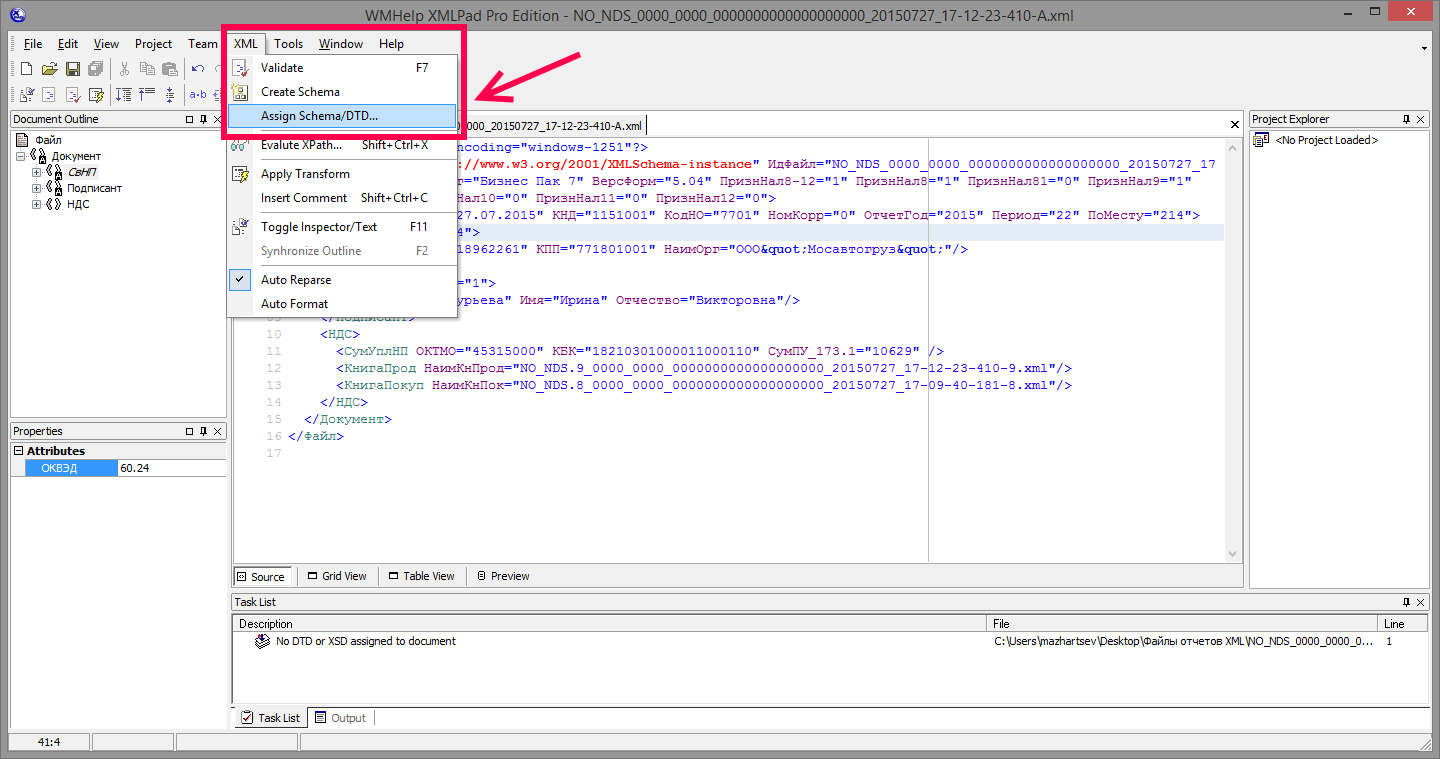 WMHelp XMLPad Pro Edition - NO_NDS_0000_0000_0000000000000000000_20150727_17-12-23-410-A.xml
File Edit View Project Team XML Tools Window Help
Validate F7
Create Schema
Assign Schema/DTD...
Evalute XPath... Shift+Ctrl+X
Apply Transform
Insert Comment Shift+Ctrl+C
Toggle Inspector/Text F11
Synhronize Outline F2
Auto Reparse
Auto Format
Document Outline
Файл
Документ
СвНП
Подписант
НДС
Properties
Attributes
ОКВЭД 60.24
000_20150727_17-12-23-410-A.xml
ncoding="windows-1251"?>
://www.w3.org/2001/XMLSchema-instance" ИдФайл="NO_NDS_0000_0000_0000000000000000000_20150727_17
г="Бизнес Пак 7" ВерсФорм="5.04" ПризнНал8-12="1" ПризнНал8="1" ПризнНал81="0" ПризнНал9="1"
Нал10="0" ПризнНал11="0" ПризнНал12="0">
27.07.2015" КНД="1151001" КодНО="7701" НомКорр="0" ОтчетГод="2015" Период="22" ПоМесту="214">
4">
18962261" КПП="771801001" НаимОрг="ООО&quot;Мосавтогруз&quot;"/>
="1">
урьева" Имя="Ирина" Отчество="Викторовна"/>
</Подписант>
10 <НДС>
11 <СумУплНП ОКТМО="45315000" КБК="18210301000011000110" СумПУ_173.1="10629" />
12 <КнигаПрод НаимКнПрод="NO_NDS.9_0000_0000_0000000000000000000_20150727_17-12-23-410-9.xml"/>
13 <КнигаПокуп НаимКнПок="NO_NDS.8_0000_0000_0000000000000000000_20150727_17-09-40-181-8.xml"/>
14 </НДС>
15 </Документ>
16 </Файл>
17
Source Grid View Table View Preview
Project Explorer
<No Project Loaded>
Task List
Description File Line
No DTD or XSD assigned to document C:\Users\mazhartsev\Desktop\Файлы отчетов XML\NO_NDS_0000_0000_0... 1
Task List Output
41:4